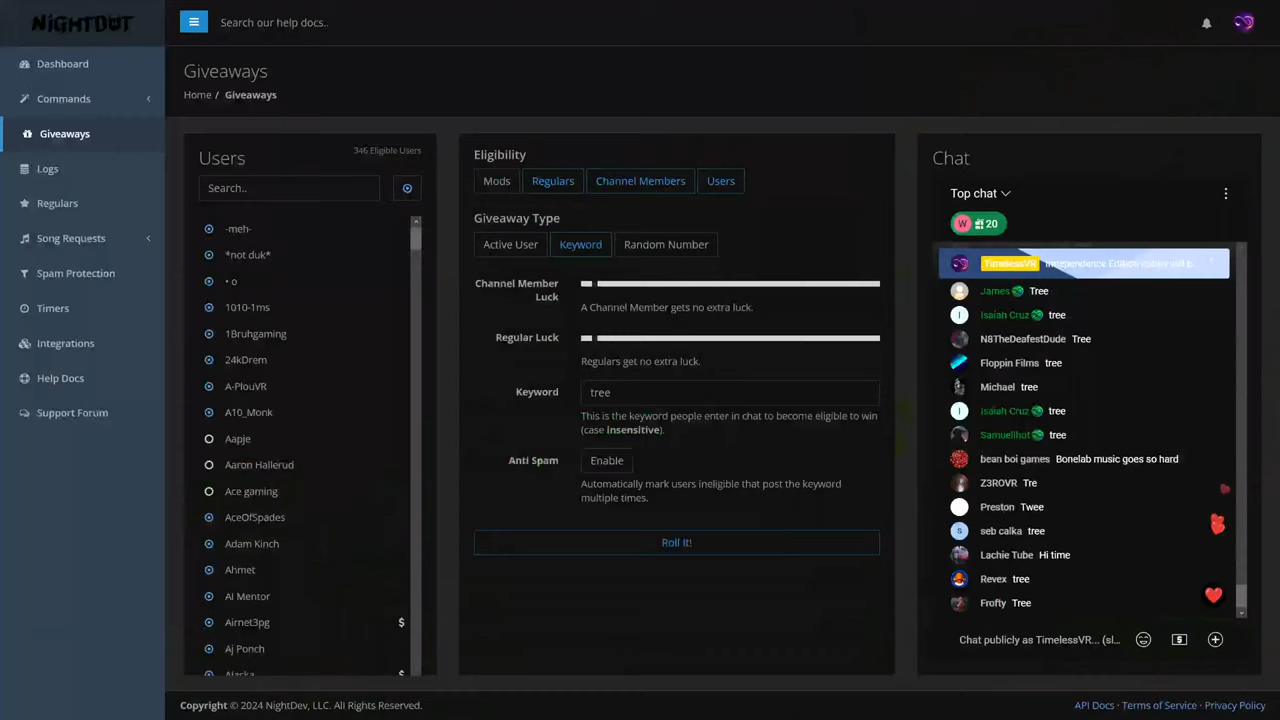 NIGHTBOT
Search our help docs..
Dashboard
Commands
Giveaways
Logs
Regulars
Song Requests
Spam Protection
Timers
Integrations
Help Docs
Support Forum
Giveaways
Home / Giveaways
Users
346 Eligible Users
Search..
-meh-
*not duk*
• o
1010-1ms
1Bruhgaming
24kDrem
A-PlouVR
A10_Monk
Aapje
Aaron Hallerud
Ace gaming
AceOfSpades
Adam Kinch
Ahmet
AI Mentor
Airnet3pg $
Aj Ponch
Ajaska $
Eligibility
Mods Regulars Channel Members Users
Giveaway Type
Active User Keyword Random Number
Channel Member
Luck
A Channel Member gets no extra luck.
Regular Luck
Regulars get no extra luck.
Keyword tree
This is the keyword people enter in chat to become eligible to win
(case insensitive).
Anti Spam Enable
Automatically mark users ineligible that post the keyword
multiple times.
Roll It!
Chat
Top chat
W 20
TimelessVR Independence Edition
James Tree
I Isaiah Cruz tree
N8TheDeafestDude Tree
Floppin Films tree
Michael tree
I Isaiah Cruz tree
Samuellhot tree
bean boi games Bonelab music goes so hard
Z3ROVR Tre
Preston Twee
s seb calka tree
Lachie Tube Hi time
Revex tree
Frofty Tree
Chat publicly as TimelessVR... (sl...
Copyright © 2024 NightDev, LLC. All Rights Reserved.
API Docs · Terms of Service · Privacy Policy